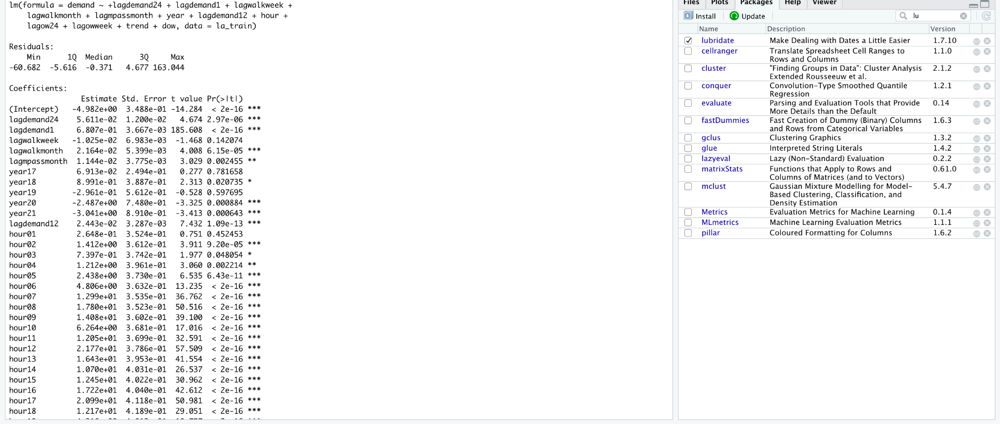 lm(formula = demand ~ +lagdemand24 + lagdemand1 + lagwalkweek +
    lagwalkmonth + lagmpassmonth + year + lagdemand12 + hour +
    lagow24 + lagowweek + trend + dow, data = la_train)
Residuals:
    Min      1Q  Median      3Q     Max
-60.682  -5.616  -0.371   4.677 163.044
Coefficients:
                Estimate Std. Error t value Pr(>|t|)
(Intercept)   -4.982e+00  3.488e-01 -14.284  < 2e-16 ***
lagdemand24    5.611e-02  1.200e-02   4.674 2.97e-06 ***
lagdemand1     6.807e-01  3.667e-03 185.608  < 2e-16 ***
lagwalkweek   -1.025e-02  6.983e-03  -1.468 0.142074
lagwalkmonth   2.164e-02  5.399e-03   4.008 6.15e-05 ***
lagmpassmonth  1.144e-02  3.775e-03   3.029 0.002455 **
year17         6.913e-02  2.494e-01   0.277 0.781658
year18         8.991e-01  3.887e-01   2.313 0.020735 *
year19        -2.961e-01  5.612e-01  -0.528 0.597695
year20        -2.487e+00  7.480e-01  -3.325 0.000884 ***
year21        -3.041e+00  8.910e-01  -3.413 0.000643 ***
lagdemand12    2.443e-02  3.287e-03   7.432 1.09e-13 ***
hour01         2.648e-01  3.524e-01   0.751 0.452453
hour02         1.412e+00  3.612e-01   3.911 9.20e-05 ***
hour03         7.397e-01  3.742e-01   1.977 0.048054 *
hour04         1.212e+00  3.961e-01   3.060 0.002214 **
hour05         2.438e+00  3.730e-01   6.535 6.43e-11 ***
hour06         4.806e+00  3.632e-01  13.235  < 2e-16 ***
hour07         1.299e+01  3.535e-01  36.762  < 2e-16 ***
hour08         1.780e+01  3.523e-01  50.516  < 2e-16 ***
hour09         1.408e+01  3.602e-01  39.100  < 2e-16 ***
hour10         6.264e+00  3.681e-01  17.016  < 2e-16 ***
hour11         1.205e+01  3.699e-01  32.591  < 2e-16 ***
hour12         2.177e+01  3.786e-01  57.509  < 2e-16 ***
hour13         1.643e+01  3.953e-01  41.554  < 2e-16 ***
hour14         1.070e+01  4.031e-01  26.537  < 2e-16 ***
hour15         1.245e+01  4.022e-01  30.962  < 2e-16 ***
hour16         1.722e+01  4.040e-01  42.612  < 2e-16 ***
hour17         2.099e+01  4.118e-01  50.981  < 2e-16 ***
hour18         1.217e+01  4.189e-01  29.051  < 2e-16 ***
Files Plots Packages Help Viewer
Install Update lu
Name Description Version
lubridate Make Dealing with Dates a Little Easier 1.7.10
cellranger Translate Spreadsheet Cell Ranges to 1.1.0
Rows and Columns
cluster "Finding Groups in Data": Cluster Analysis 2.1.2
Extended Rousseeuw et al.
conquer Convolution-Type Smoothed Quantile 1.2.1
Regression
evaluate Parsing and Evaluation Tools that Provide 0.14
More Details than the Default
fastDummies Fast Creation of Dummy (Binary) Columns 1.6.3
and Rows from Categorical Variables
gclus Clustering Graphics 1.3.2
glue Interpreted String Literals 1.4.2
lazyeval Lazy (Non-Standard) Evaluation 0.2.2
matrixStats Functions that Apply to Rows and 0.61.0
Columns of Matrices (and to Vectors)
mclust Gaussian Mixture Modelling for Model- 5.4.7
Based Clustering, Classification, and
Density Estimation
Metrics Evaluation Metrics for Machine Learning 0.1.4
MLmetrics Machine Learning Evaluation Metrics 1.1.1
pillar Coloured Formatting for Columns 1.6.2